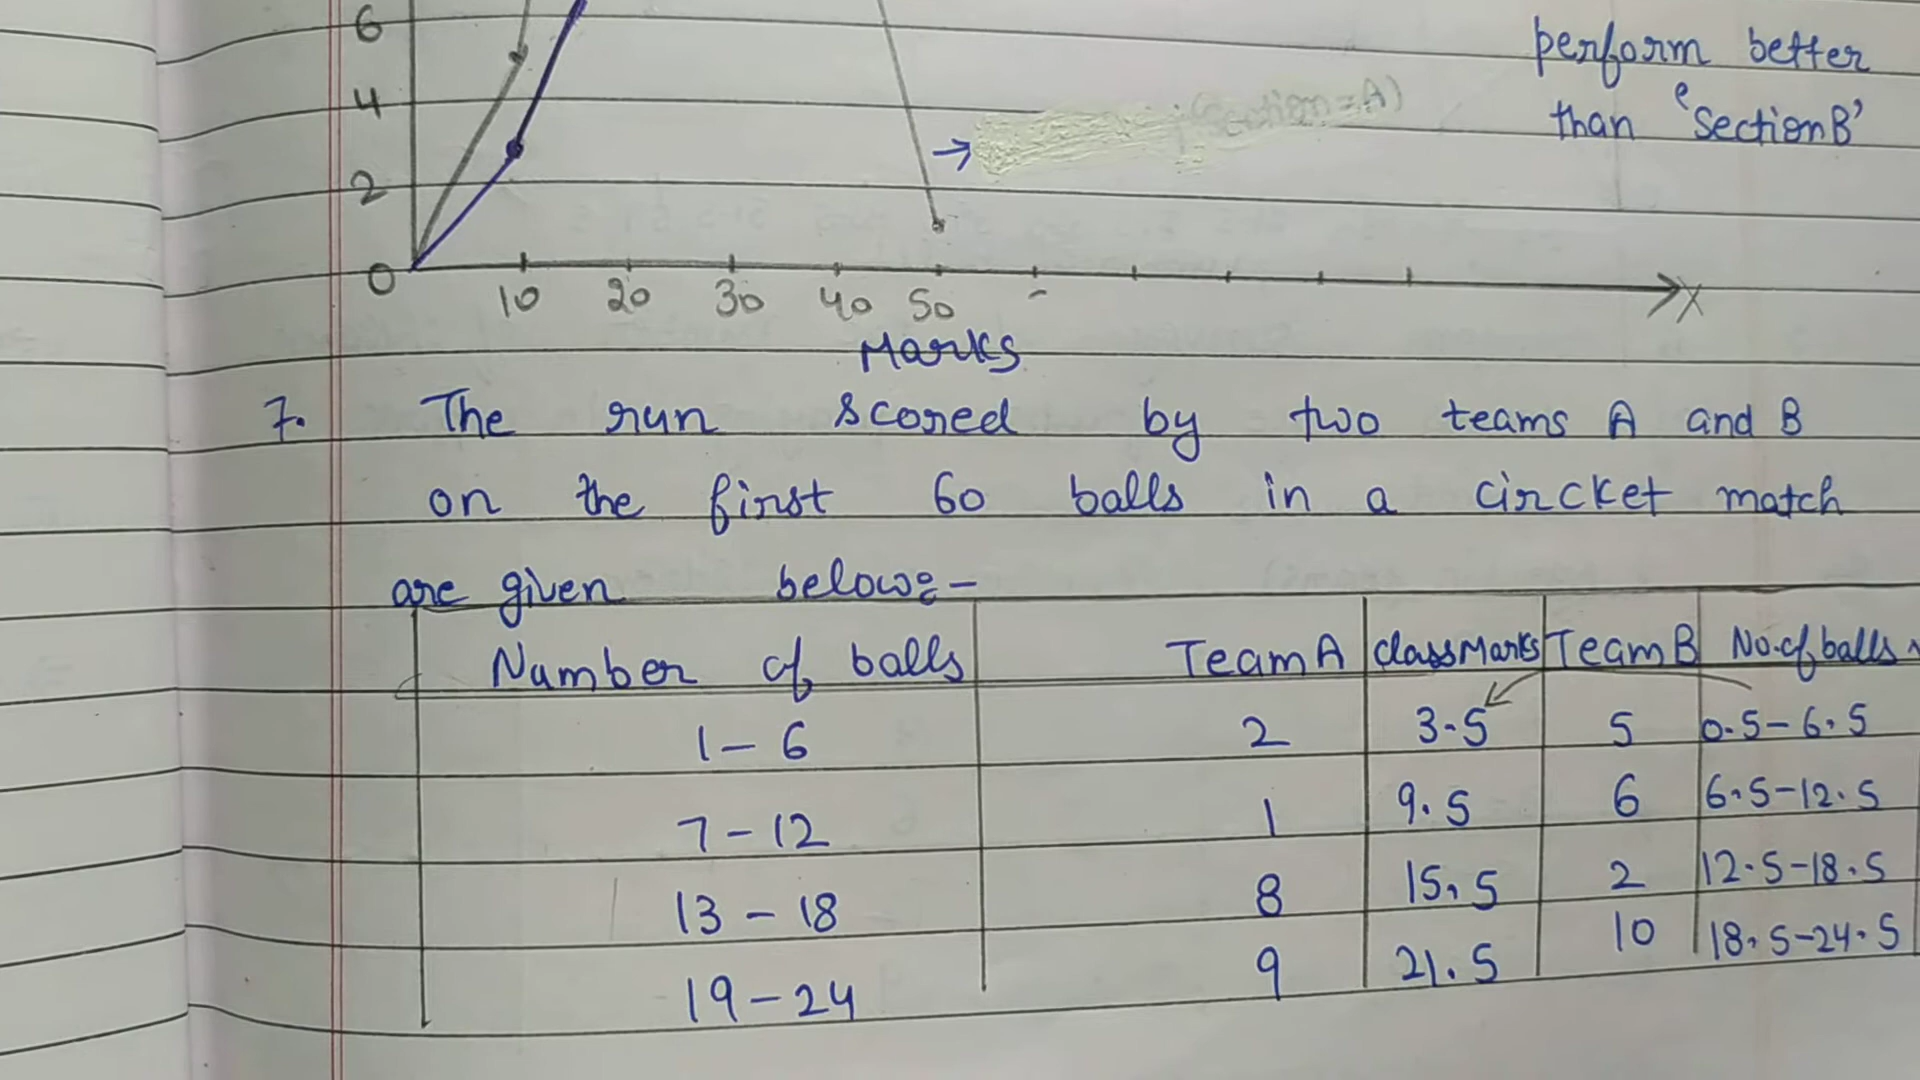 6
perform better
4
(Section=A)
than 'SectionB'
→
2
0
10 20 30 40 50 X
Marks
7. The run scored by two teams A and B
on the first 60 balls in a circket match
are given below:-
Number of balls Team A classMarks Team B No.of balls
1-6 2 3.5 5 0.5-6.5
7-12 1 9.5 6 6.5-12.5
13-18 8 15.5 2 12.5-18.5
19-24 9 21.5 10 18.5-24.5